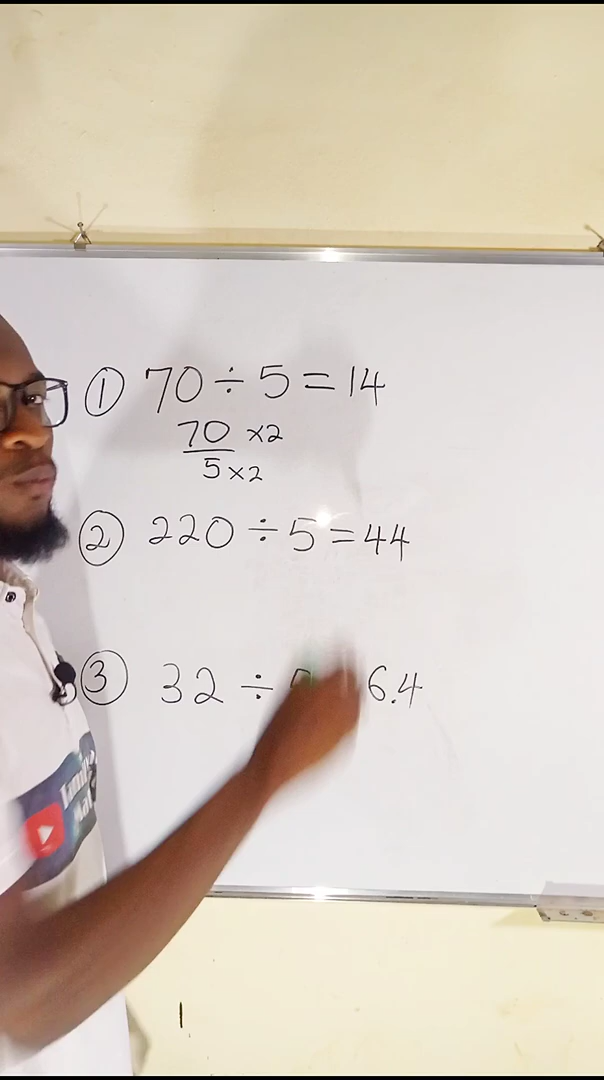 ① 70 ÷ 5 = 14
70 ×2
5 ×2
② 220 ÷ 5 = 44
③ 32 ÷ 6.4